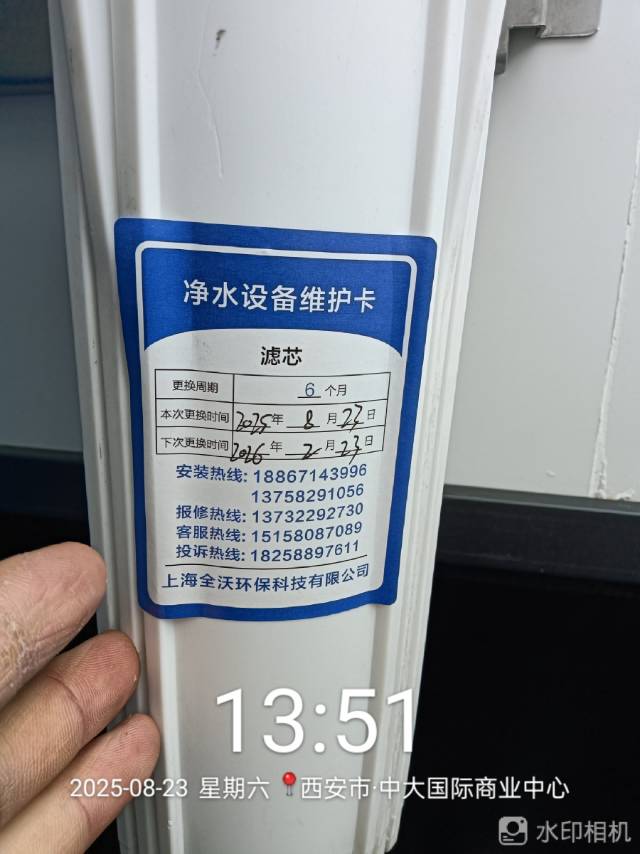 净水设备维护卡
滤芯
更换周期 6 个月
本次更换时间 2025 年 8 月 23 日
下次更换时间 2026 年 2 月 23 日
安装热线: 18867143996
13758291056
报修热线: 13732292730
客服热线: 15158087089
投诉热线: 18258897611
上海全沃环保科技有限公司
13:51
2025-08-23 星期六 西安市·中大国际商业中心
水印相机